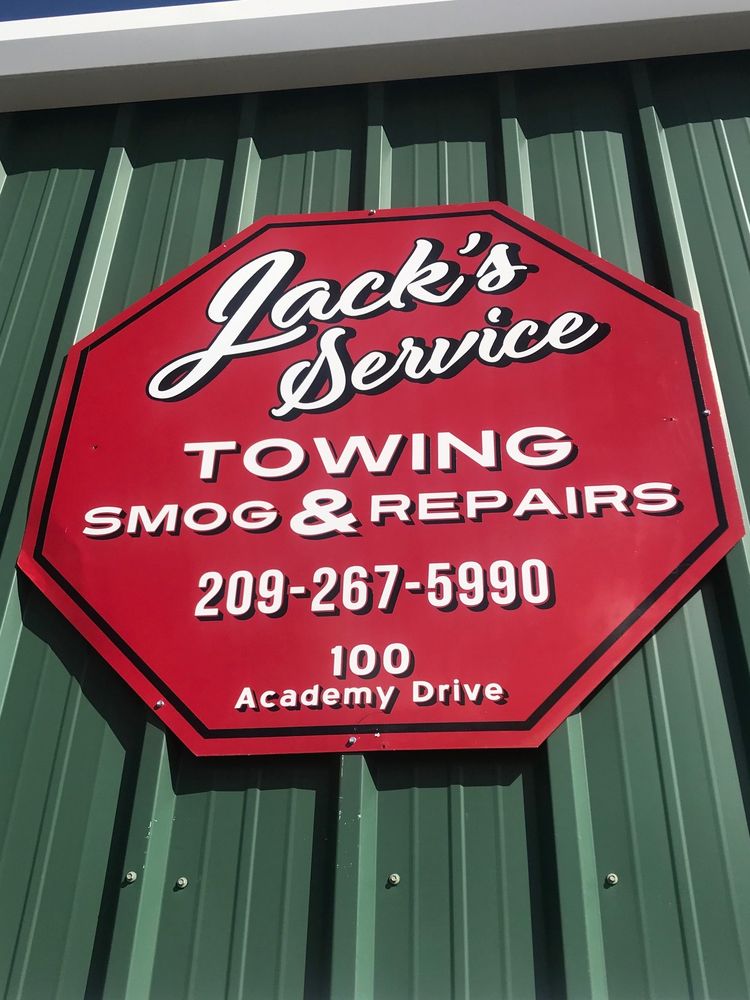 Jack's
Service
TOWING
SMOG & REPAIRS
209-267-5990
100
Academy Drive